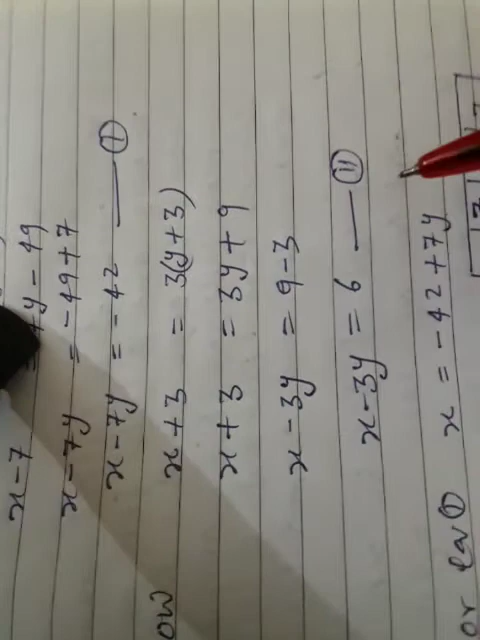 x - 7 = 7y - 49
x - 7y = -49 + 7
x - 7y = -42 —— (I)
x + 3 = 3(y + 3)
x + 3 = 3y + 9
x - 3y = 9 - 3
x - 3y = 6 —— (II)
or eq (I) x = -42 + 7y